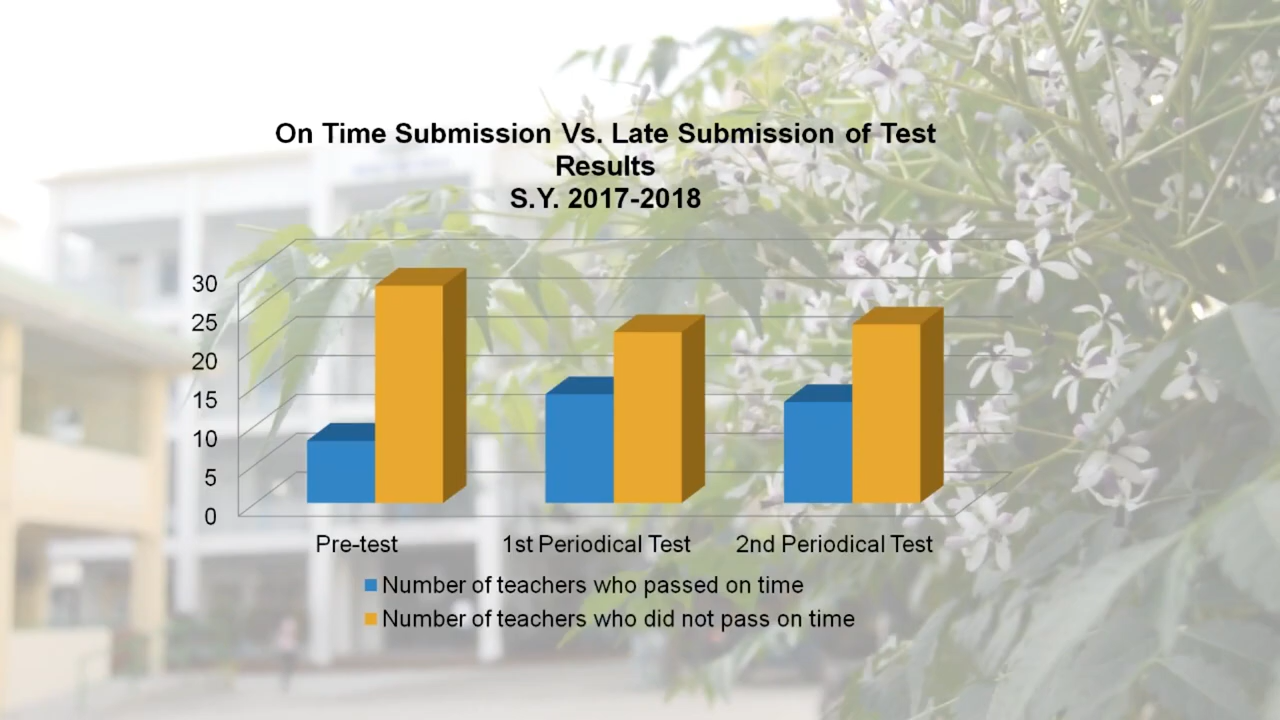 On Time Submission Vs. Late Submission of Test
Results
S.Y. 2017-2018
30
25
20
15
10
5
0
Pre-test 1st Periodical Test 2nd Periodical Test
Number of teachers who passed on time
Number of teachers who did not pass on time